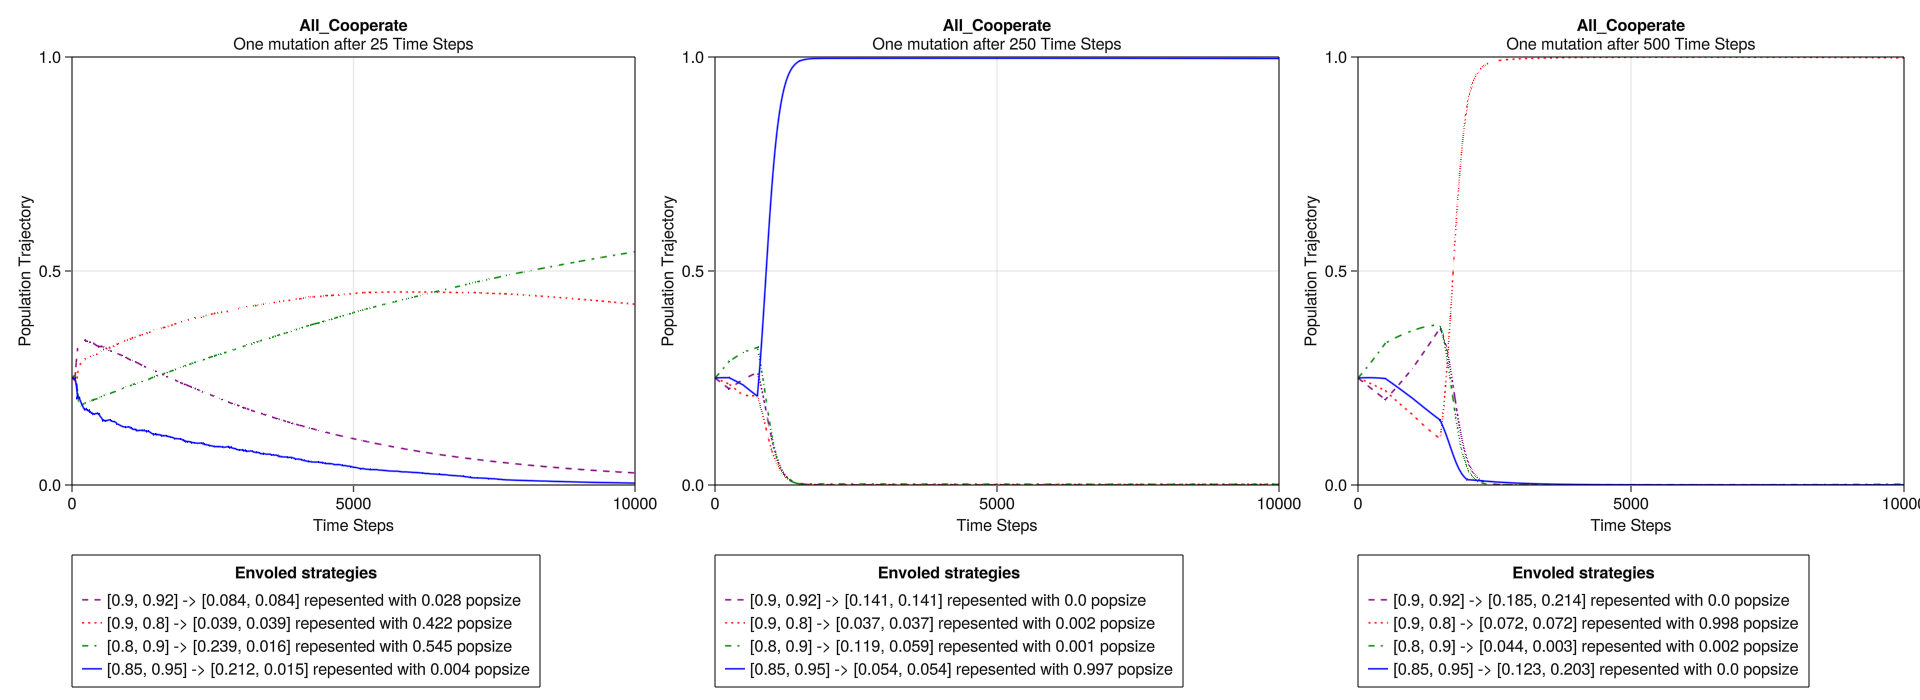 All_Cooperate
One mutation after 25 Time Steps
1.0
0.5
0.0
Population Trajectory
0
5000
10000
Time Steps
Envoled strategies
[0.9, 0.92] -> [0.084, 0.084] repesented with 0.028 popsize
[0.9, 0.8] -> [0.039, 0.039] repesented with 0.422 popsize
[0.8, 0.9] -> [0.239, 0.016] repesented with 0.545 popsize
[0.85, 0.95] -> [0.212, 0.015] repesented with 0.004 popsize
All_Cooperate
One mutation after 250 Time Steps
1.0
0.5
0.0
Population Trajectory
0
5000
10000
Time Steps
Envoled strategies
[0.9, 0.92] -> [0.141, 0.141] repesented with 0.0 popsize
[0.9, 0.8] -> [0.037, 0.037] repesented with 0.002 popsize
[0.8, 0.9] -> [0.119, 0.059] repesented with 0.001 popsize
[0.85, 0.95] -> [0.054, 0.054] repesented with 0.997 popsize
All_Cooperate
One mutation after 500 Time Steps
1.0
0.5
0.0
Population Trajectory
0
5000
10000
Time Steps
Envoled strategies
[0.9, 0.92] -> [0.185, 0.214] repesented with 0.0 popsize
[0.9, 0.8] -> [0.072, 0.072] repesented with 0.998 popsize
[0.8, 0.9] -> [0.044, 0.003] repesented with 0.002 popsize
[0.85, 0.95] -> [0.123, 0.203] repesented with 0.0 popsize